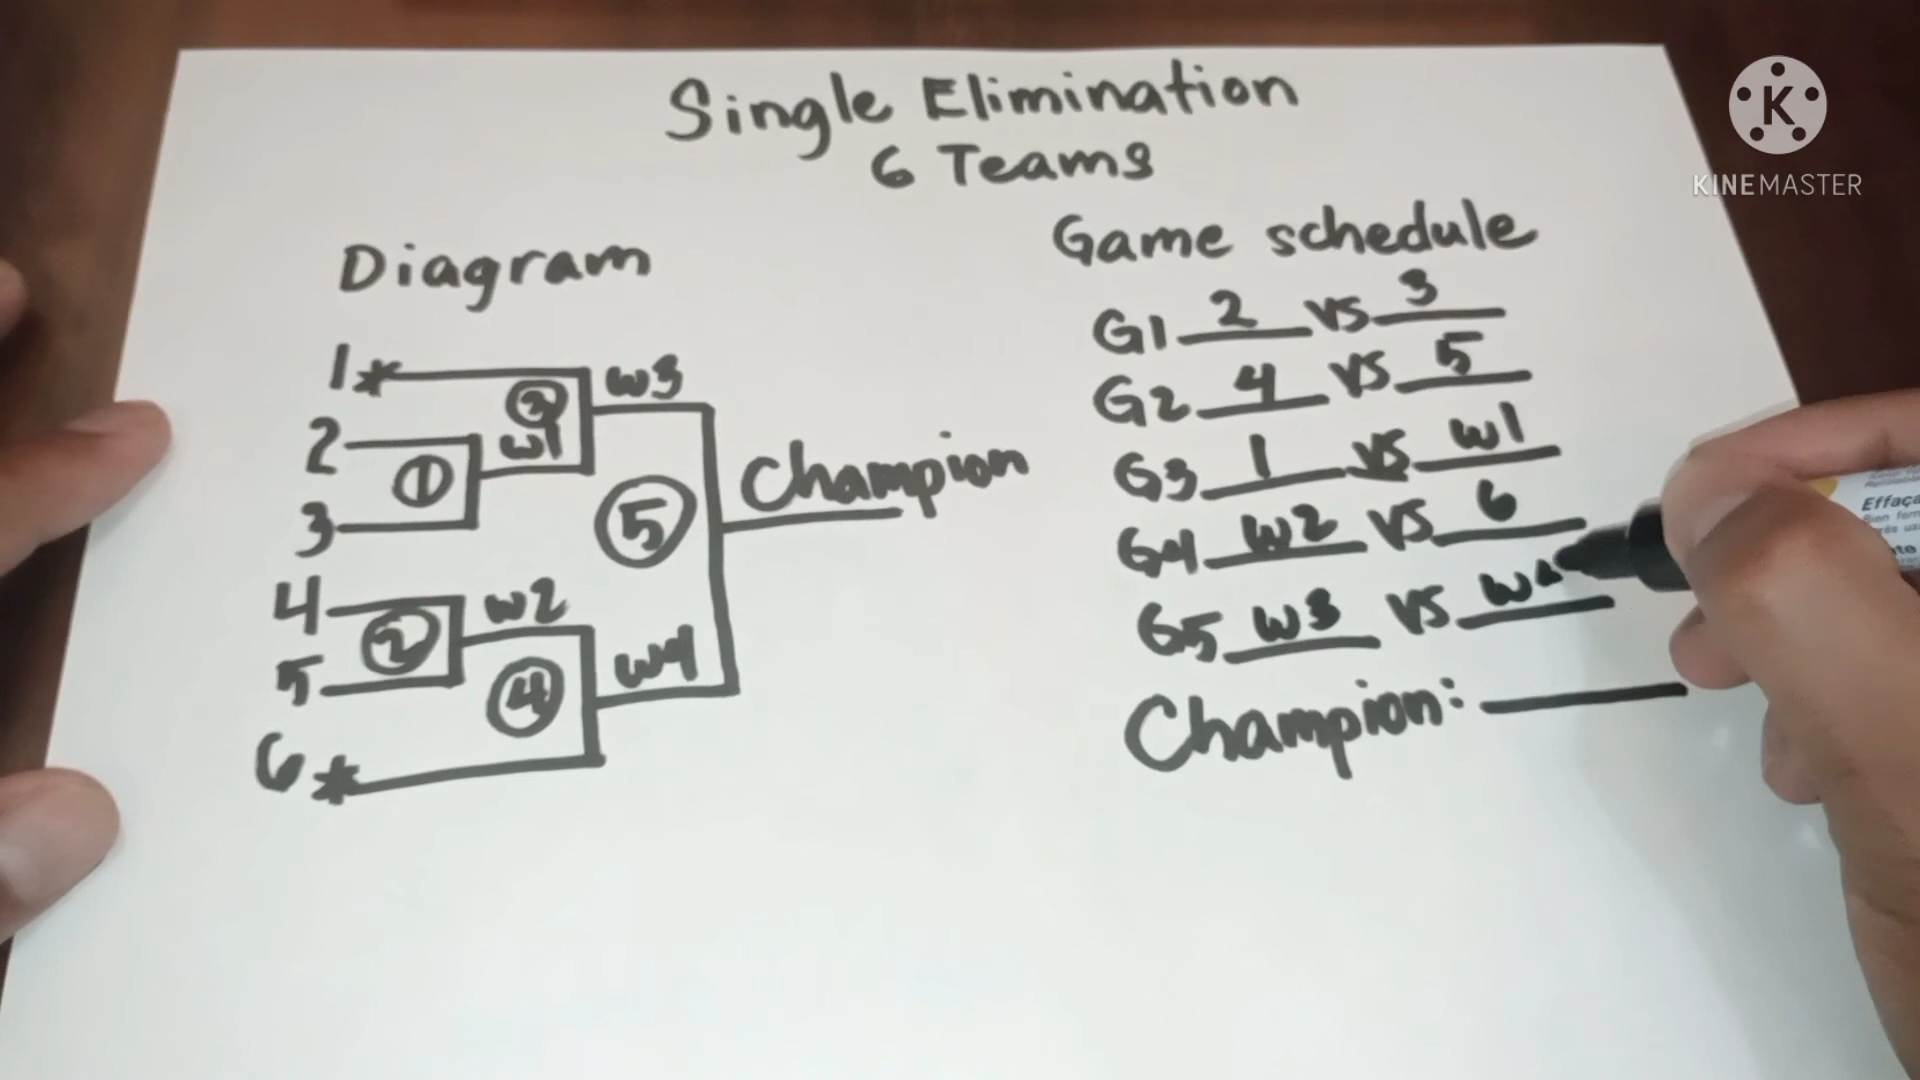 Single Elimination
6 Teams
KINEMASTER
Diagram
1*
2
3
4
5
6*
1
2
3
4
5
w1
w2
w3
w4
Champion
Game schedule
G1 2 vs 3
G2 4 vs 5
G3 1 vs w1
G4 w2 vs 6
G5 w3 vs w
Champion:
Effaça